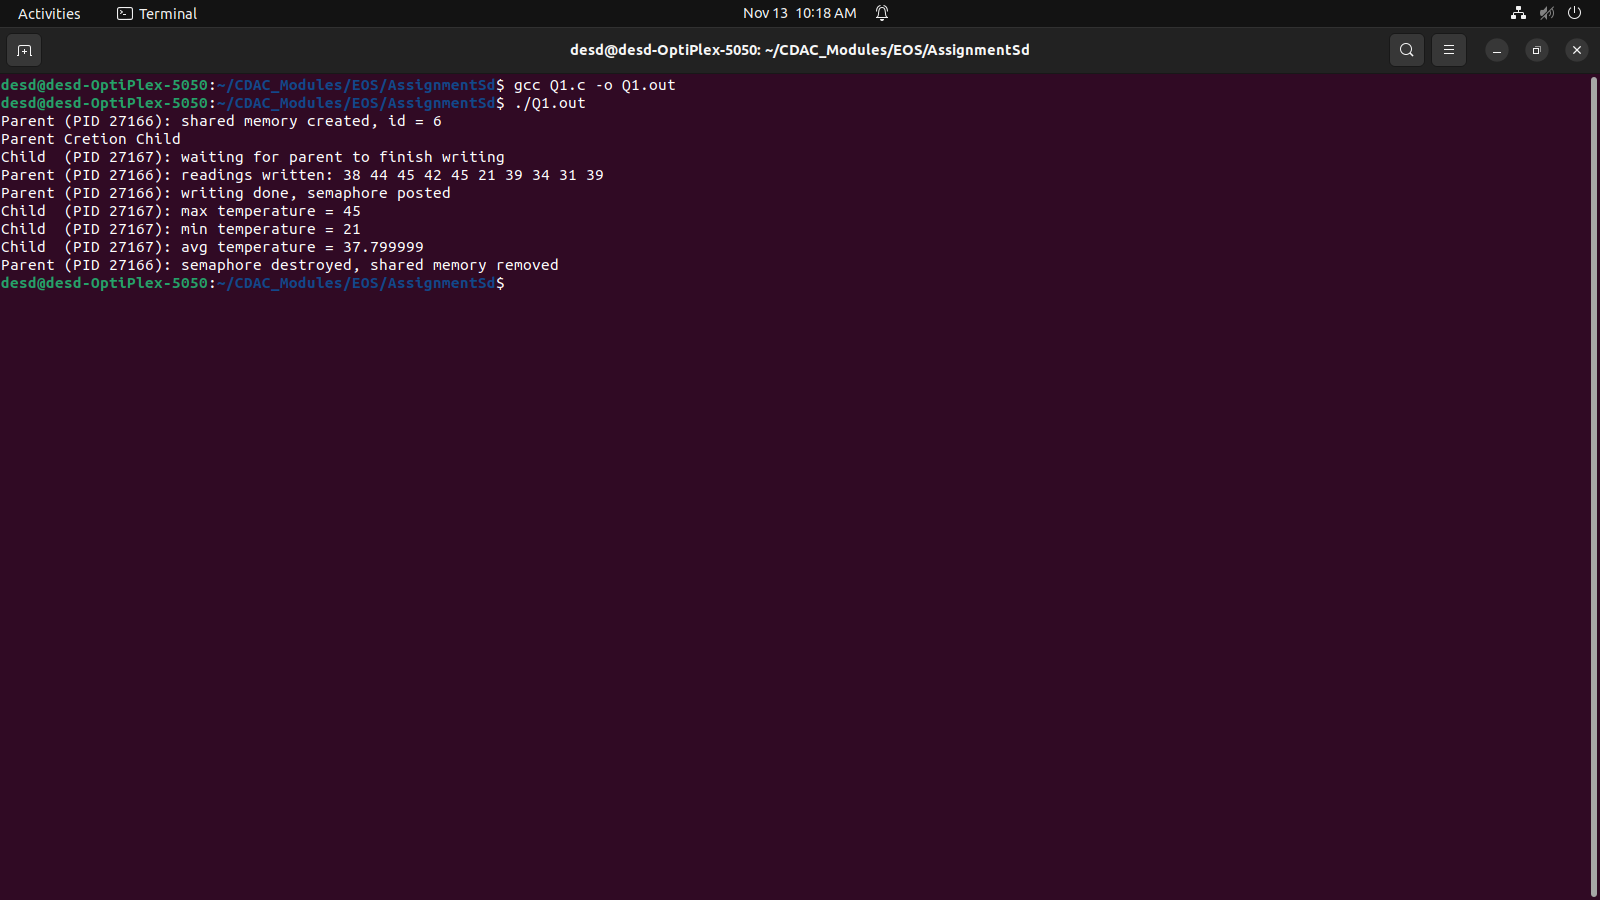 Activities Terminal Nov 13 10:18 AM
desd@desd-OptiPlex-5050: ~/CDAC_Modules/EOS/AssignmentSd
desd@desd-OptiPlex-5050:~/CDAC_Modules/EOS/AssignmentSd$ gcc Q1.c -o Q1.out
desd@desd-OptiPlex-5050:~/CDAC_Modules/EOS/AssignmentSd$ ./Q1.out
Parent (PID 27166): shared memory created, id = 6
Parent Cretion Child
Child  (PID 27167): waiting for parent to finish writing
Parent (PID 27166): readings written: 38 44 45 42 45 21 39 34 31 39
Parent (PID 27166): writing done, semaphore posted
Child  (PID 27167): max temperature = 45
Child  (PID 27167): min temperature = 21
Child  (PID 27167): avg temperature = 37.799999
Parent (PID 27166): semaphore destroyed, shared memory removed
desd@desd-OptiPlex-5050:~/CDAC_Modules/EOS/AssignmentSd$